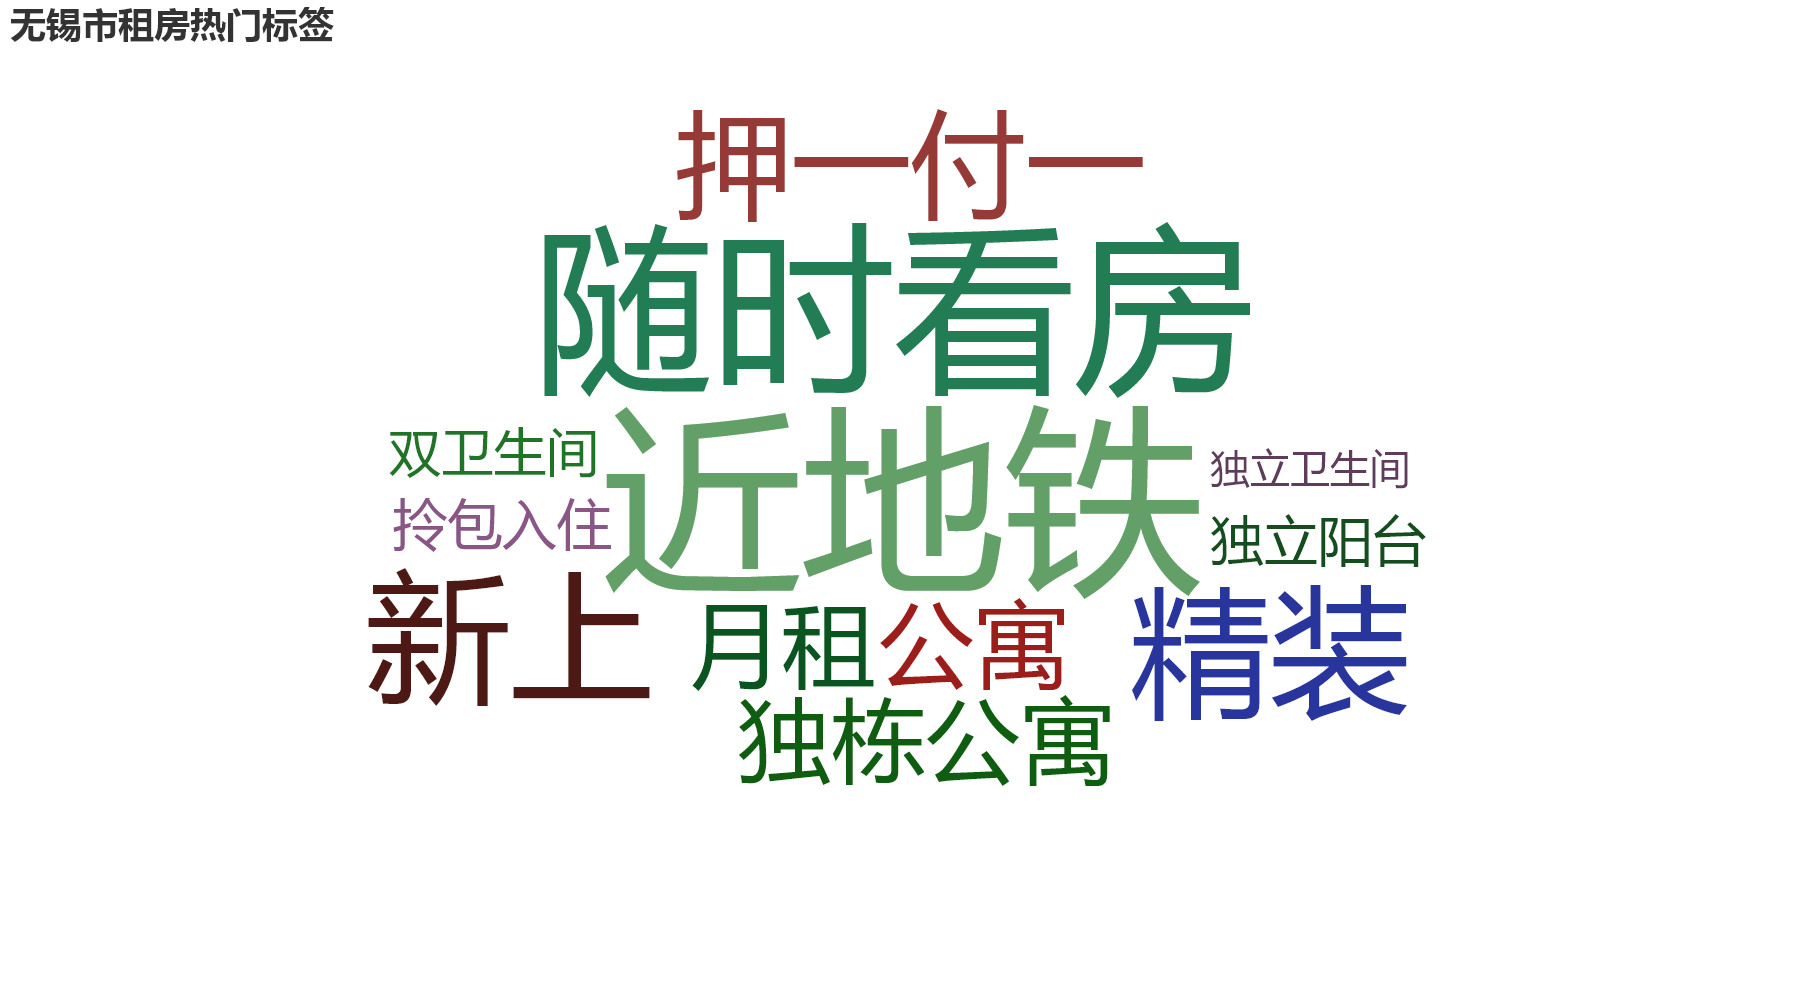 无锡市租房热门标签
押一付一
随时看房
近地铁
双卫生间
独立卫生间
拎包入住
独立阳台
新上
月租
公寓
精装
独栋公寓